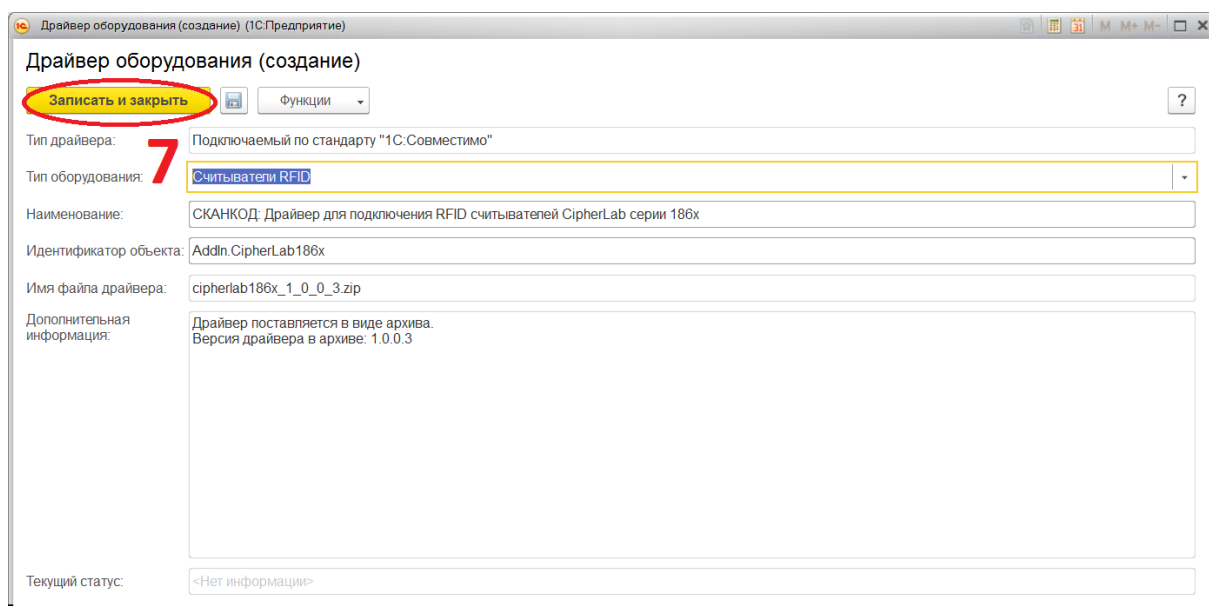 1С Драйвер оборудования (создание) (1С:Предприятие) 31 M M+ M-
Драйвер оборудования (создание)
Записать и закрыть Функции ?
7
Тип драйвера: Подключаемый по стандарту "1С:Совместимо"
Тип оборудования: Считыватели RFID
Наименование: СКАНКОД: Драйвер для подключения RFID считывателей CipherLab серии 186x
Идентификатор объекта: AddIn.CipherLab186x
Имя файла драйвера: cipherlab186x_1_0_0_3.zip
Дополнительная
информация:
Драйвер поставляется в виде архива.
Версия драйвера в архиве: 1.0.0.3
Текущий статус: <Нет информации>